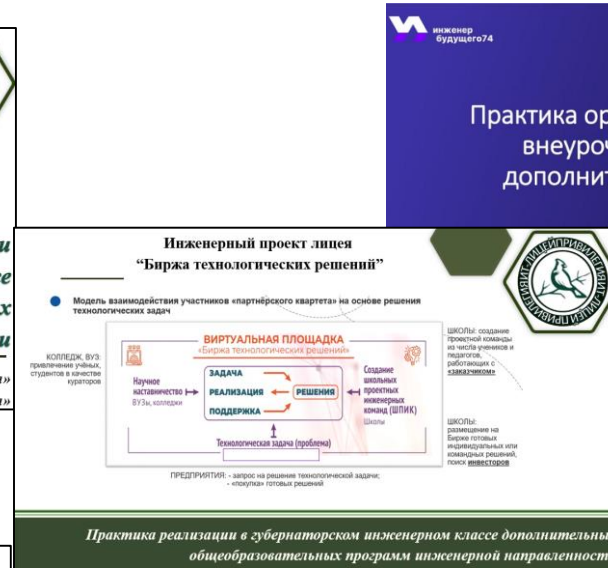 инженер
будущего74
Практика ор
внеуроч
дополнит
и
се
х
и
»
»
Инженерный проект лицея
“Биржа технологических решений”
Модель взаимодействия участников «партнёрского квартета» на основе решения
технологических задач
КОЛЛЕДЖ, ВУЗ:
привлечение учёных,
студентов в качестве
кураторов
ВИРТУАЛЬНАЯ ПЛОЩАДКА
«Биржа технологических решений»
Научное
наставничество
ВУЗы, колледжи
ЗАДАЧА
РЕАЛИЗАЦИЯ
ПОДДЕРЖКА
РЕШЕНИЯ
Создание
школьных
проектных
инженерных
команд (ШПИК)
Школы
Технологическая задача (проблема)
ШКОЛЫ: создание
проектной команды
из числа учеников и
педагогов,
работающих с
«заказчиком»
ШКОЛЫ:
размещение на
Бирже готовых
индивидуальных или
командных решений,
поиск инвесторов
ПРЕДПРИЯТИЯ: - запрос на решение технологической задачи;
- «покупка» готовых решений
Практика реализации в губернаторском инженерном классе дополнительны
общеобразовательных программ инженерной направленност